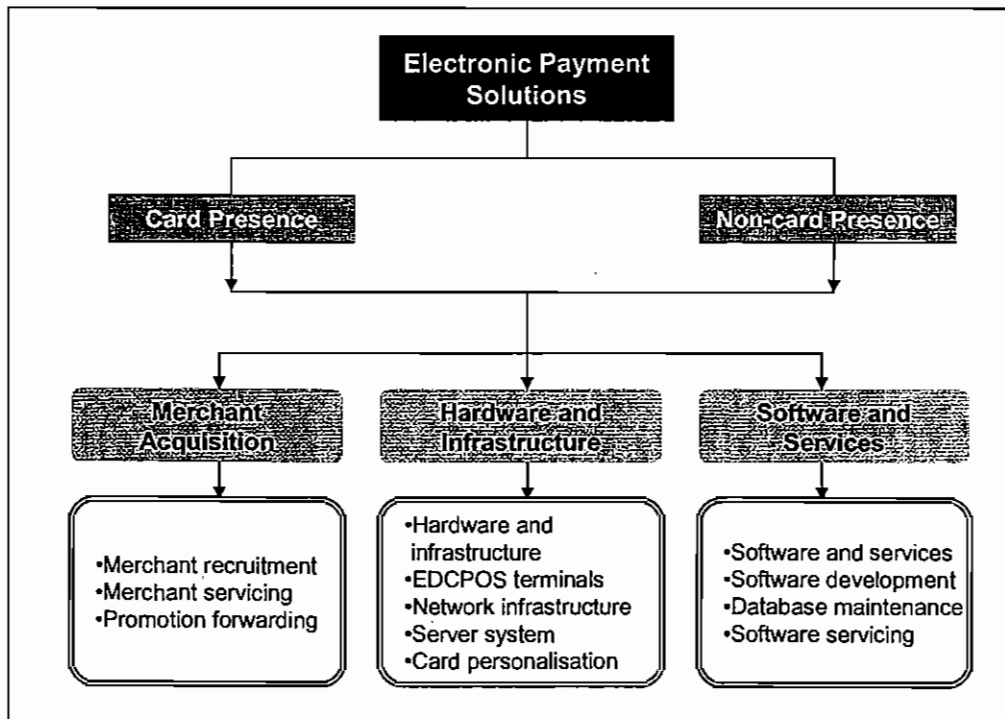 Electronic Payment
Solutions
Card Presence
Non-card Presence
Merchant
Acquisition
Hardware and
Infrastructure
Software and
Services
•Merchant recruitment
•Merchant servicing
•Promotion forwarding
•Hardware and
infrastructure
•EDCPOS terminals
•Network infrastructure
•Server system
•Card personalisation
•Software and services
•Software development
•Database maintenance
•Software servicing